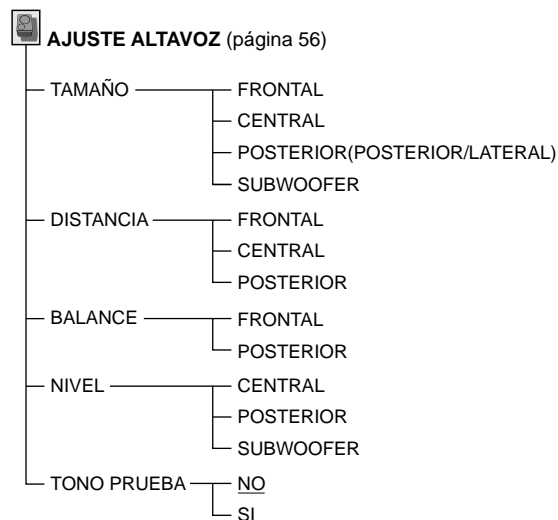 AJUSTE ALTAVOZ (página 56)
TAMAÑO
FRONTAL
CENTRAL
POSTERIOR(POSTERIOR/LATERAL)
SUBWOOFER
DISTANCIA
FRONTAL
CENTRAL
POSTERIOR
BALANCE
FRONTAL
POSTERIOR
NIVEL
CENTRAL
POSTERIOR
SUBWOOFER
TONO PRUEBA
NO
SI